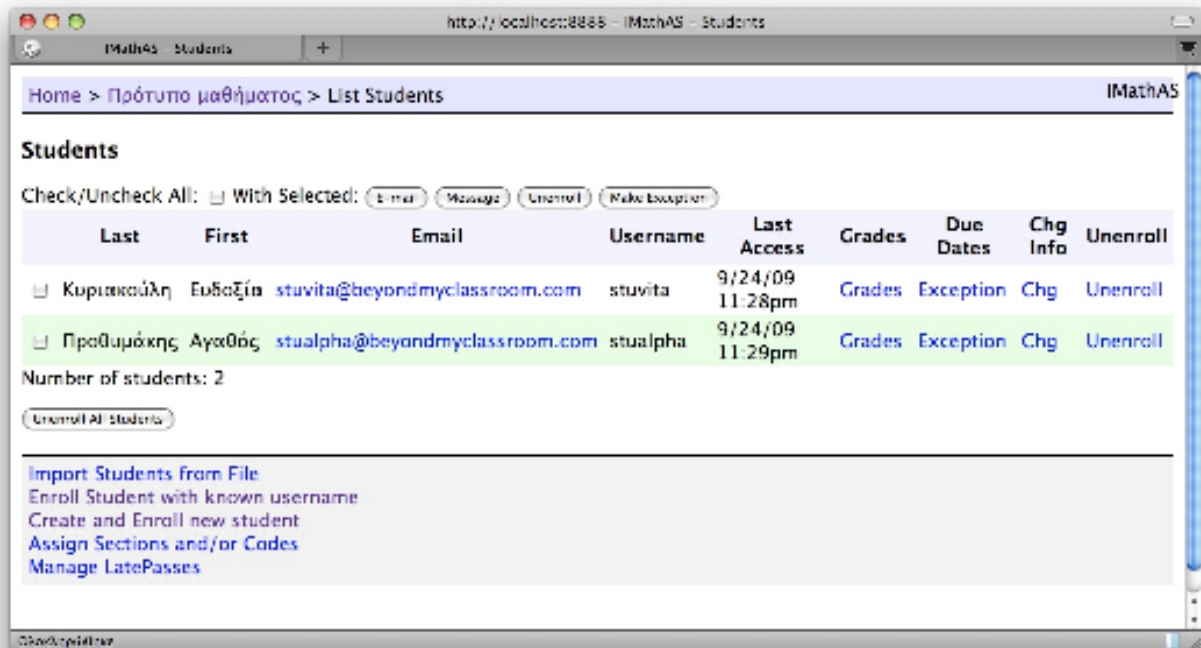 http://localhost:8888 – IMathAS – Students
IMathAS – Students
Home > Πρότυπο μαθήματος > List Students
IMathAS
Students
Check/Uncheck All: With Selected: E-mail Message Unenroll Make Exception
Last First Email Username Last Access Grades Due Dates Chg Info Unenroll
Κυριακούλη Ευδοξία stuvita@beyondmyclassroom.com stuvita 9/24/09 11:28pm Grades Exception Chg Unenroll
Προθυμάκης Αγαθός stualpha@beyondmyclassroom.com stualpha 9/24/09 11:29pm Grades Exception Chg Unenroll
Number of students: 2
Unenroll All Students
Import Students from File
Enroll Student with known username
Create and Enroll new student
Assign Sections and/or Codes
Manage LatePasses
Ολοκληρώθηκε